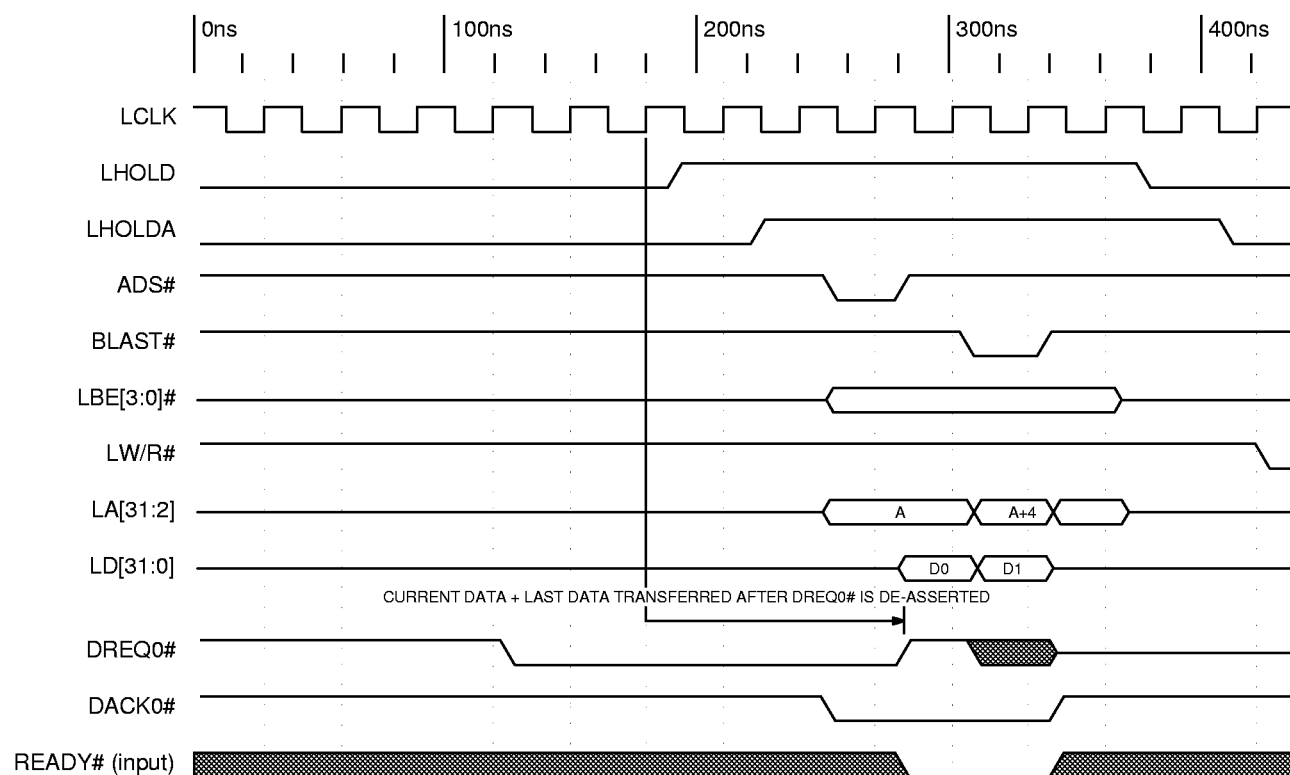 0ns 100ns 200ns 300ns 400ns
LCLK
LHOLD
LHOLDA
ADS#
BLAST#
LBE[3:0]#
LW/R#
LA[31:2] A A+4
LD[31:0] D0 D1
CURRENT DATA + LAST DATA TRANSFERRED AFTER DREQ0# IS DE-ASSERTED
DREQ0#
DACK0#
READY# (input)